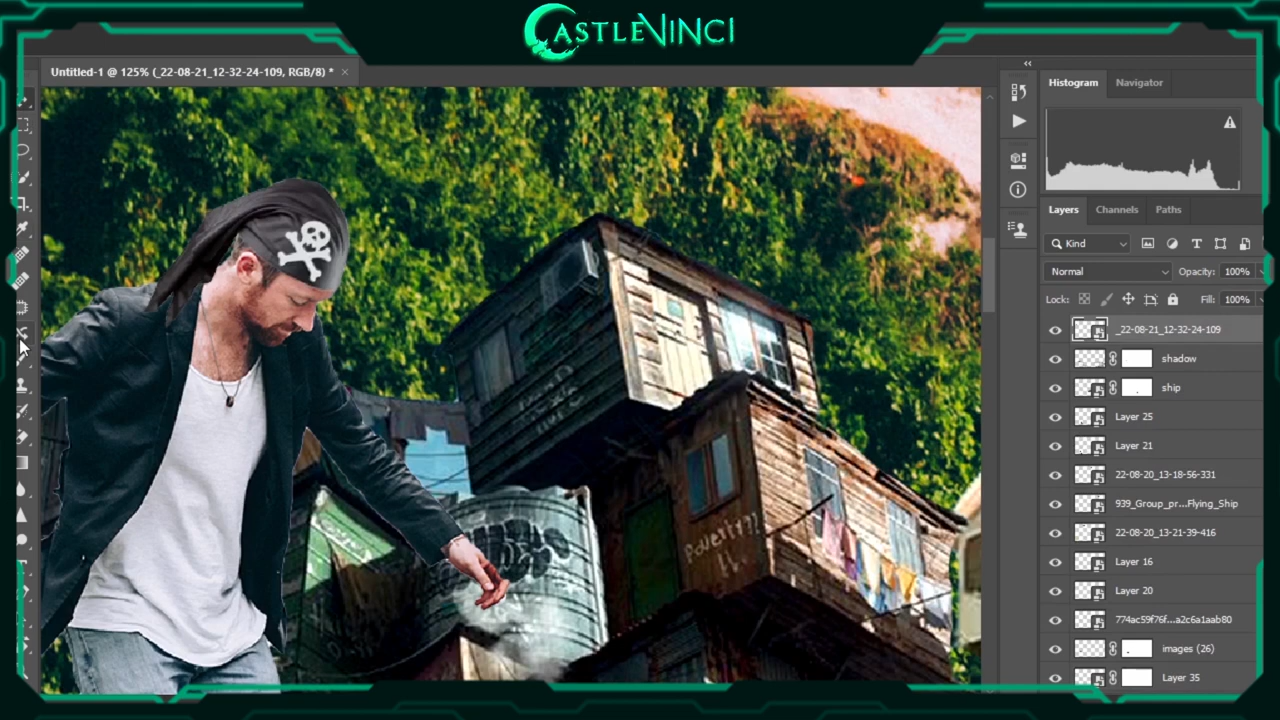 CASTLEVINCI
Untitled-1 @ 125% (_22-08-21_12-32-24-109, RGB/8) * ×
Histogram Navigator
Layers Channels Paths
Kind
Normal Opacity: 100%
Lock: Fill: 100%
_22-08-21_12-32-24-109
shadow
ship
Layer 25
Layer 21
22-08-20_13-18-56-331
939_Group_pr...Flying_Ship
22-08-20_13-21-39-416
Layer 16
Layer 20
774ac59f76f...a2c6a1aab80
images (26)
Layer 35